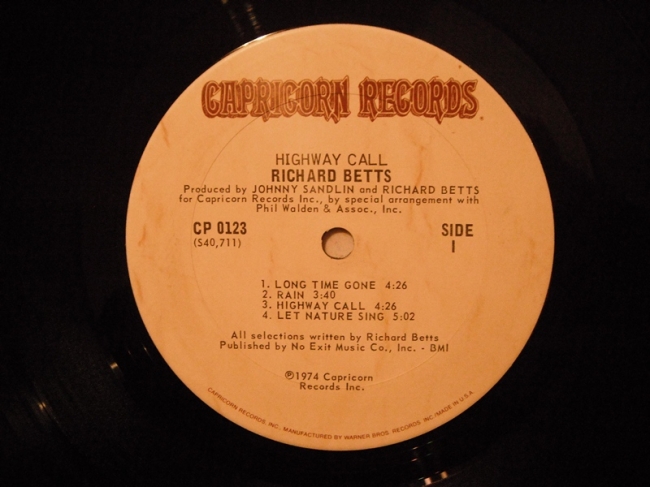 CAPRICORN RECORDS
HIGHWAY CALL
RICHARD BETTS
Produced by JOHNNY SANDLIN and RICHARD BETTS
for Capricorn Records Inc., by special arrangement with
Phil Walden & Assoc., Inc.
CP 0123
(S40,711)
SIDE
1
1. LONG TIME GONE 4:26
2. RAIN 3:40
3. HIGHWAY CALL 4:26
4. LET NATURE SING 5:02
All selections written by Richard Betts
Published by No Exit Music Co., Inc. - BMI
℗1974 Capricorn
Records Inc.
CAPRICORN RECORDS, INC., MANUFACTURED BY WARNER BROS. RECORDS INC./MADE IN U.S.A.